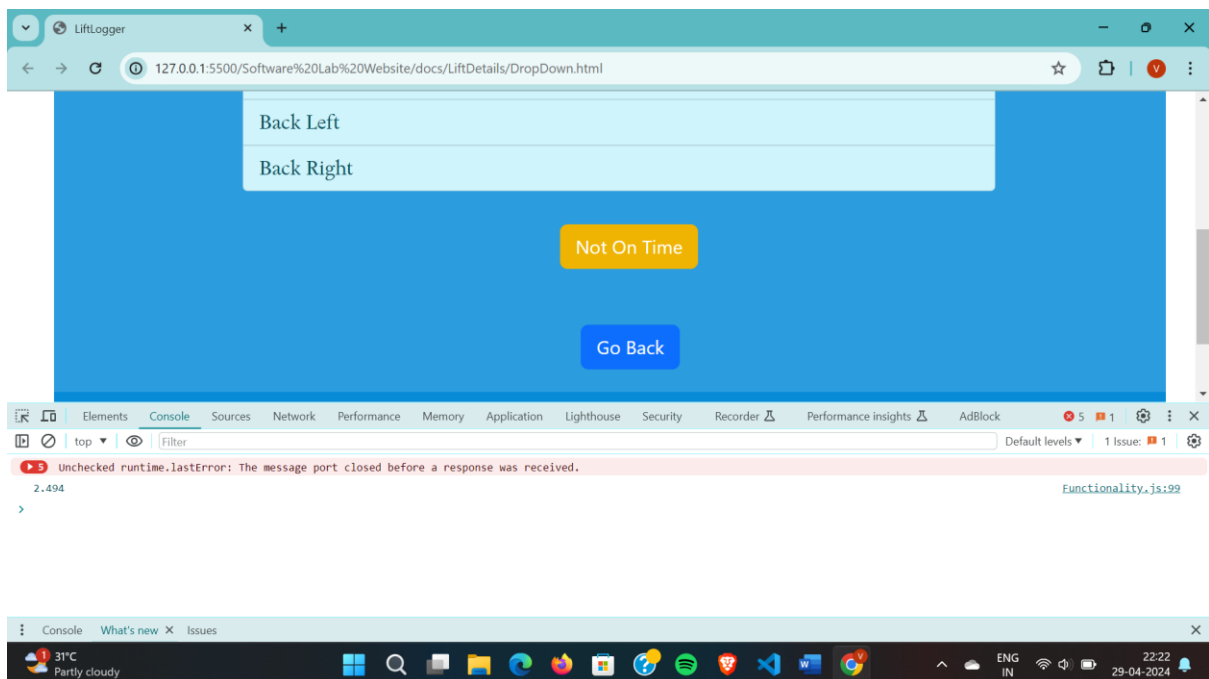 LiftLogger
127.0.0.1:5500/Software%20Lab%20Website/docs/LiftDetails/DropDown.html
V
Back Left
Back Right
Not On Time
Go Back
Elements Console Sources Network Performance Memory Application Lighthouse Security Recorder Performance insights AdBlock 5 1
top Filter Default levels 1 Issue: 1
5 Unchecked runtime.lastError: The message port closed before a response was received.
2.494 Functionality.js:99
Console What's new Issues
1 31°C
Partly cloudy
ENG
IN
22:22
29-04-2024